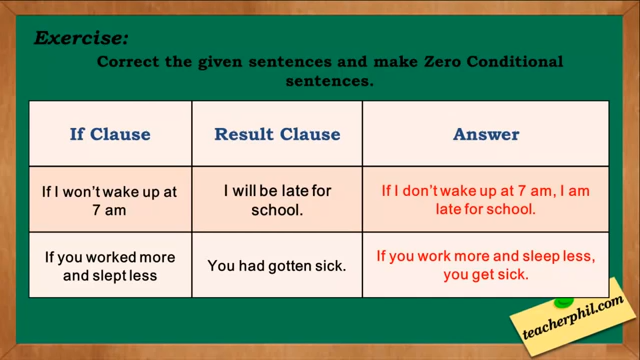 Exercise:
Correct the given sentences and make Zero Conditional
sentences.
If Clause
Result Clause
Answer
If I won't wake up at
7 am
I will be late for
school.
If I don't wake up at 7 am, I am
late for school.
If you worked more
and slept less
You had gotten sick.
If you work more and sleep less,
you get sick.
teacherphil.com